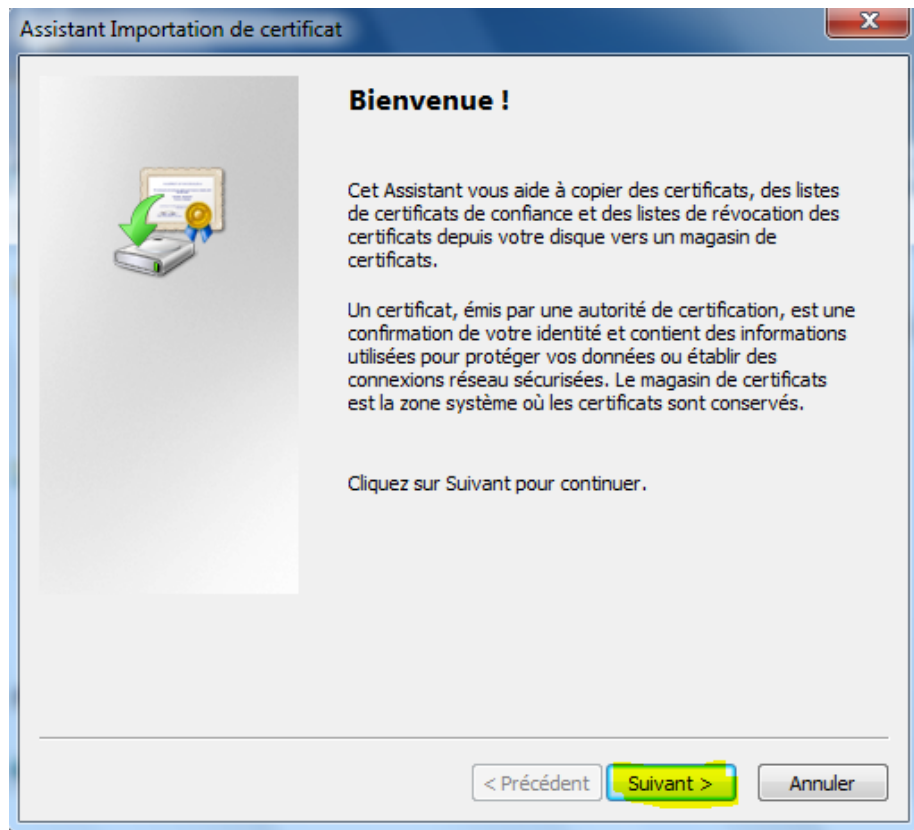 Assistant Importation de certificat
Bienvenue !
Cet Assistant vous aide à copier des certificats, des listes
de certificats de confiance et des listes de révocation des
certificats depuis votre disque vers un magasin de
certificats.
Un certificat, émis par une autorité de certification, est une
confirmation de votre identité et contient des informations
utilisées pour protéger vos données ou établir des
connexions réseau sécurisées. Le magasin de certificats
est la zone système où les certificats sont conservés.
Cliquez sur Suivant pour continuer.
< Précédent Suivant > Annuler